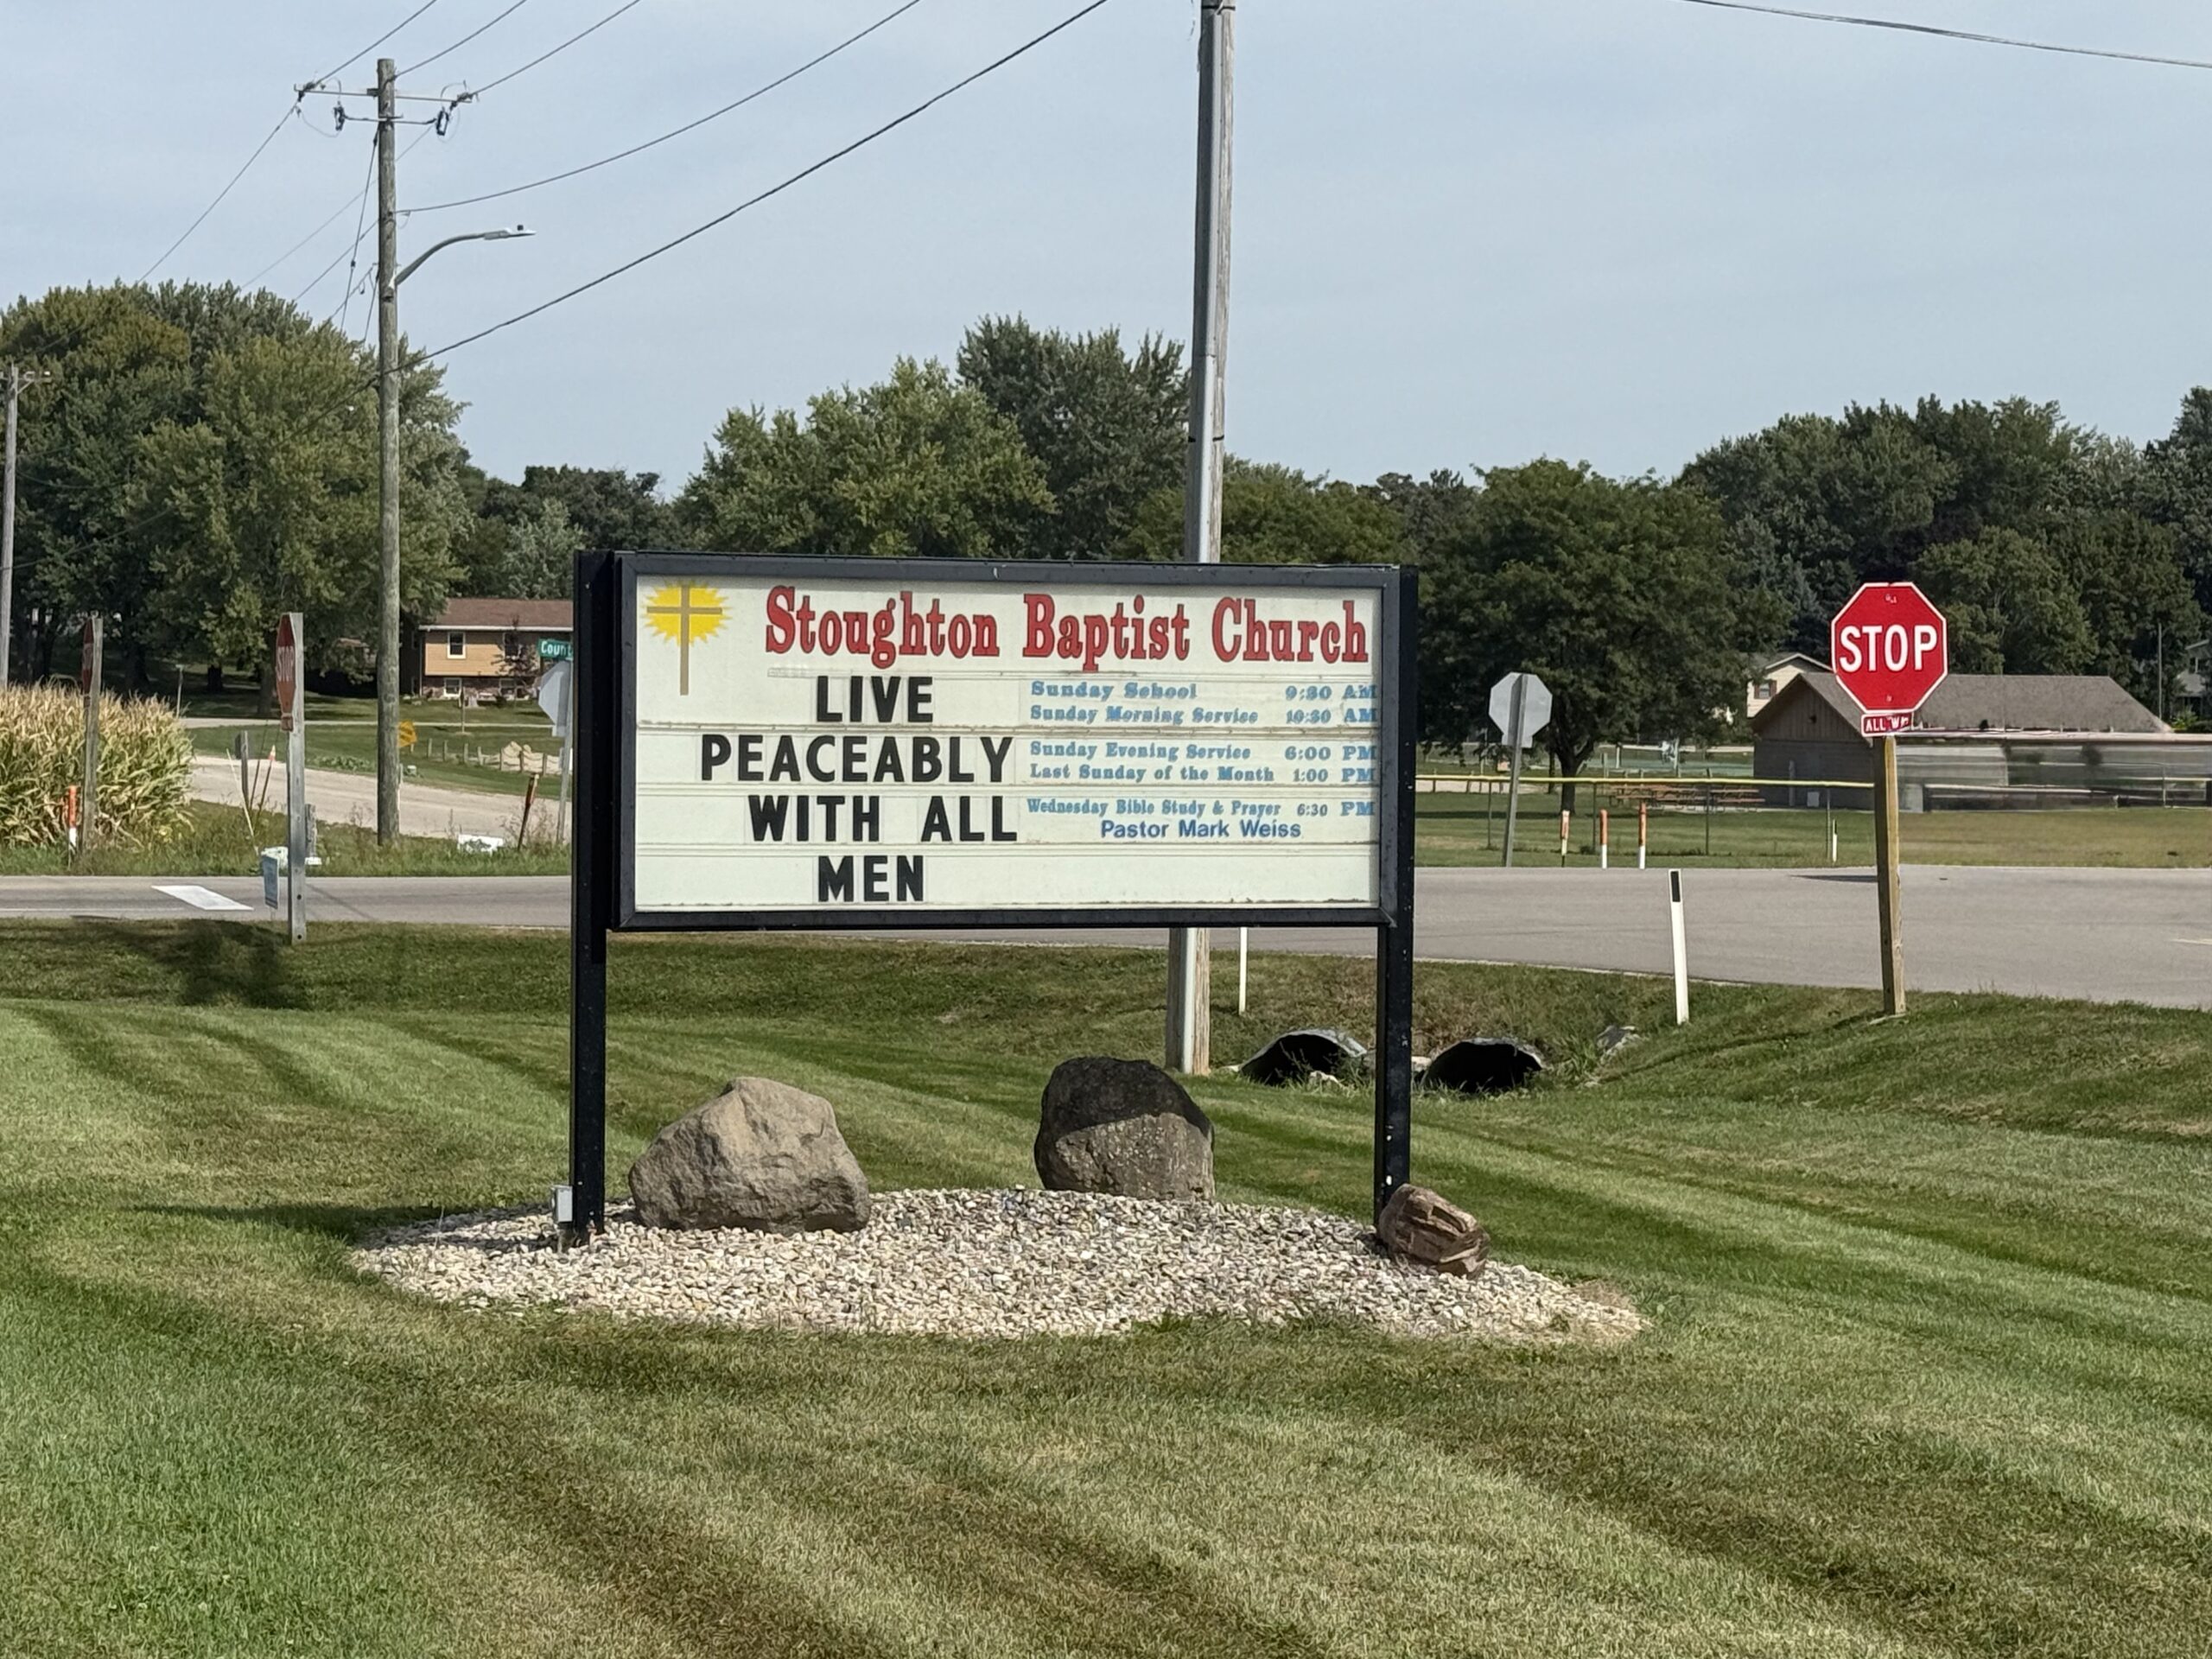 Stoughton Baptist Church
LIVE
PEACEABLY
WITH ALL
MEN
Sunday School 9:30 AM
Sunday Morning Service 10:30 AM
Sunday Evening Service 6:00 PM
Last Sunday of the Month 1:00 PM
Wednesday Bible Study & Prayer 6:30 PM
Pastor Mark Weiss
STOP
STOP